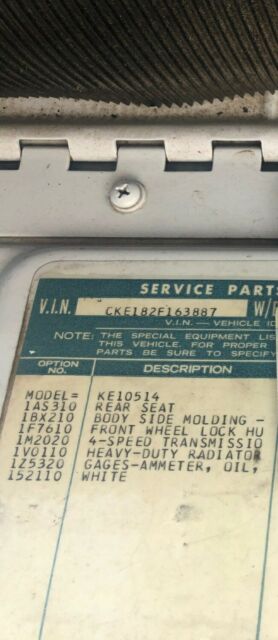 SERVICE PARTS
V.I.N. CKE182F163887 W/
V.I.N. — VEHICLE
NOTE: THE SPECIAL EQUIPMENT LIS
THIS VEHICLE. FOR PROPER
PARTS BE SURE TO SPECIFY
OPTION NO. DESCRIPTION
MODEL= KE10514
1AS310 REAR SEAT
1BX210 BODY SIDE MOLDING -
1F7610 FRONT WHEEL LOCK HU
1M2020 4-SPEED TRANSMISSIO
1V0110 HEAVY-DUTY RADIATOR
1Z5320 GAGES-AMMETER, OIL,
152110 WHITE